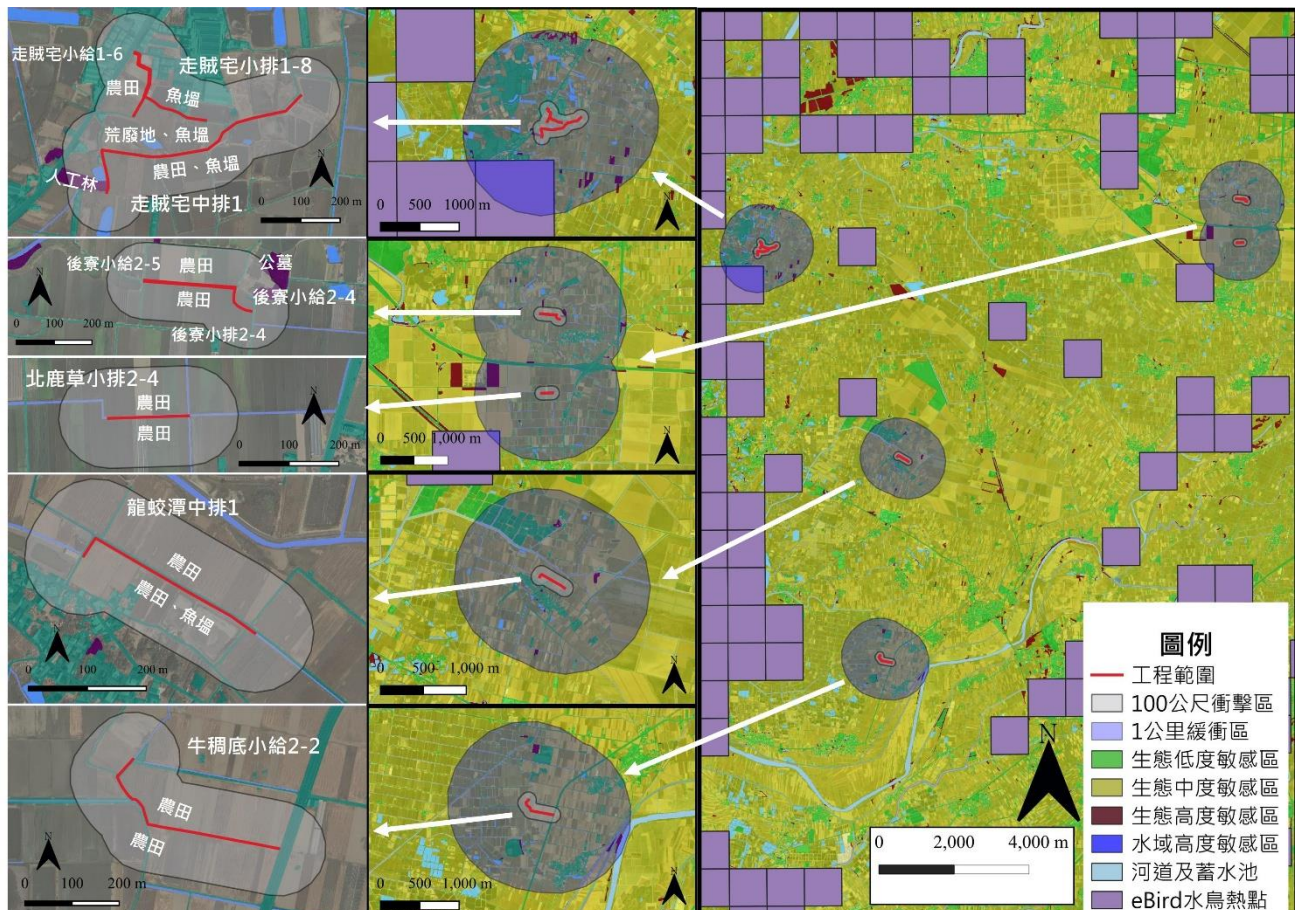 走賊宅小給1-6
走賊宅小排1-8
農田
魚塭
荒廢地、魚塭
農田、魚塭
人工林
走賊宅中排1
N
0 100 200 m
後寮小給2-5
農田
公墓
農田
後寮小給2-4
後寮小排2-4
N
0 100 200 m
北鹿草小排2-4
農田
農田
N
0 100 200 m
龍蛟潭中排1
農田
農田、魚塭
N
0 100 200 m
牛稠底小給2-2
農田
農田
N
0 100 200 m
N
0 500 1000 m
N
0 500 1,000 m
N
0 500 1,000 m
N
0 500 1,000 m
N
0 2,000 4,000 m
圖例
工程範圍
100公尺衝擊區
1公里緩衝區
生態低度敏感區
生態中度敏感區
生態高度敏感區
水域高度敏感區
河道及蓄水池
eBird水鳥熱點